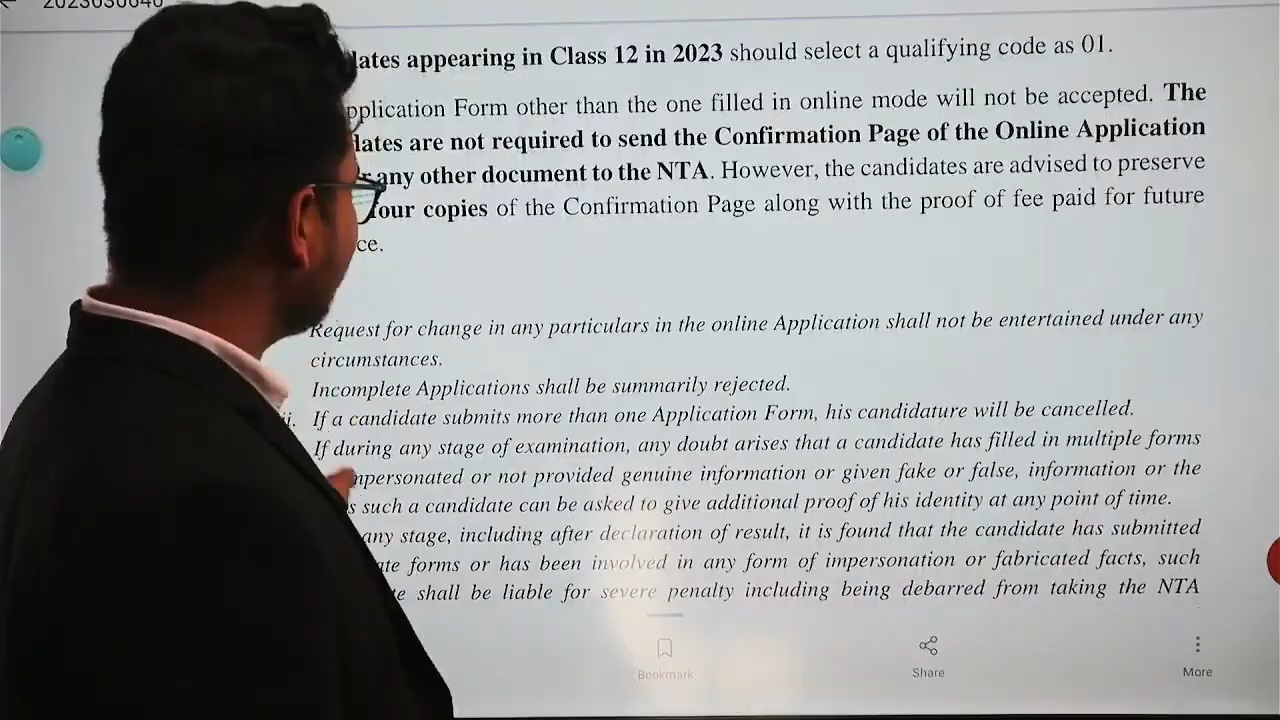 2023030640
dates appearing in Class 12 in 2023 should select a qualifying code as 01.
pplication Form other than the one filled in online mode will not be accepted. The
dates are not required to send the Confirmation Page of the Online Application
r any other document to the NTA. However, the candidates are advised to preserve
four copies of the Confirmation Page along with the proof of fee paid for future
ce.
Request for change in any particulars in the online Application shall not be entertained under any
circumstances.
Incomplete Applications shall be summarily rejected.
ii. If a candidate submits more than one Application Form, his candidature will be cancelled.
If during any stage of examination, any doubt arises that a candidate has filled in multiple forms
mpersonated or not provided genuine information or given fake or false, information or the
s such a candidate can be asked to give additional proof of his identity at any point of time.
any stage, including after declaration of result, it is found that the candidate has submitted
ate forms or has been involved in any form of impersonation or fabricated facts, such
te shall be liable for severe penalty including being debarred from taking the NTA
Bookmark
Share
More